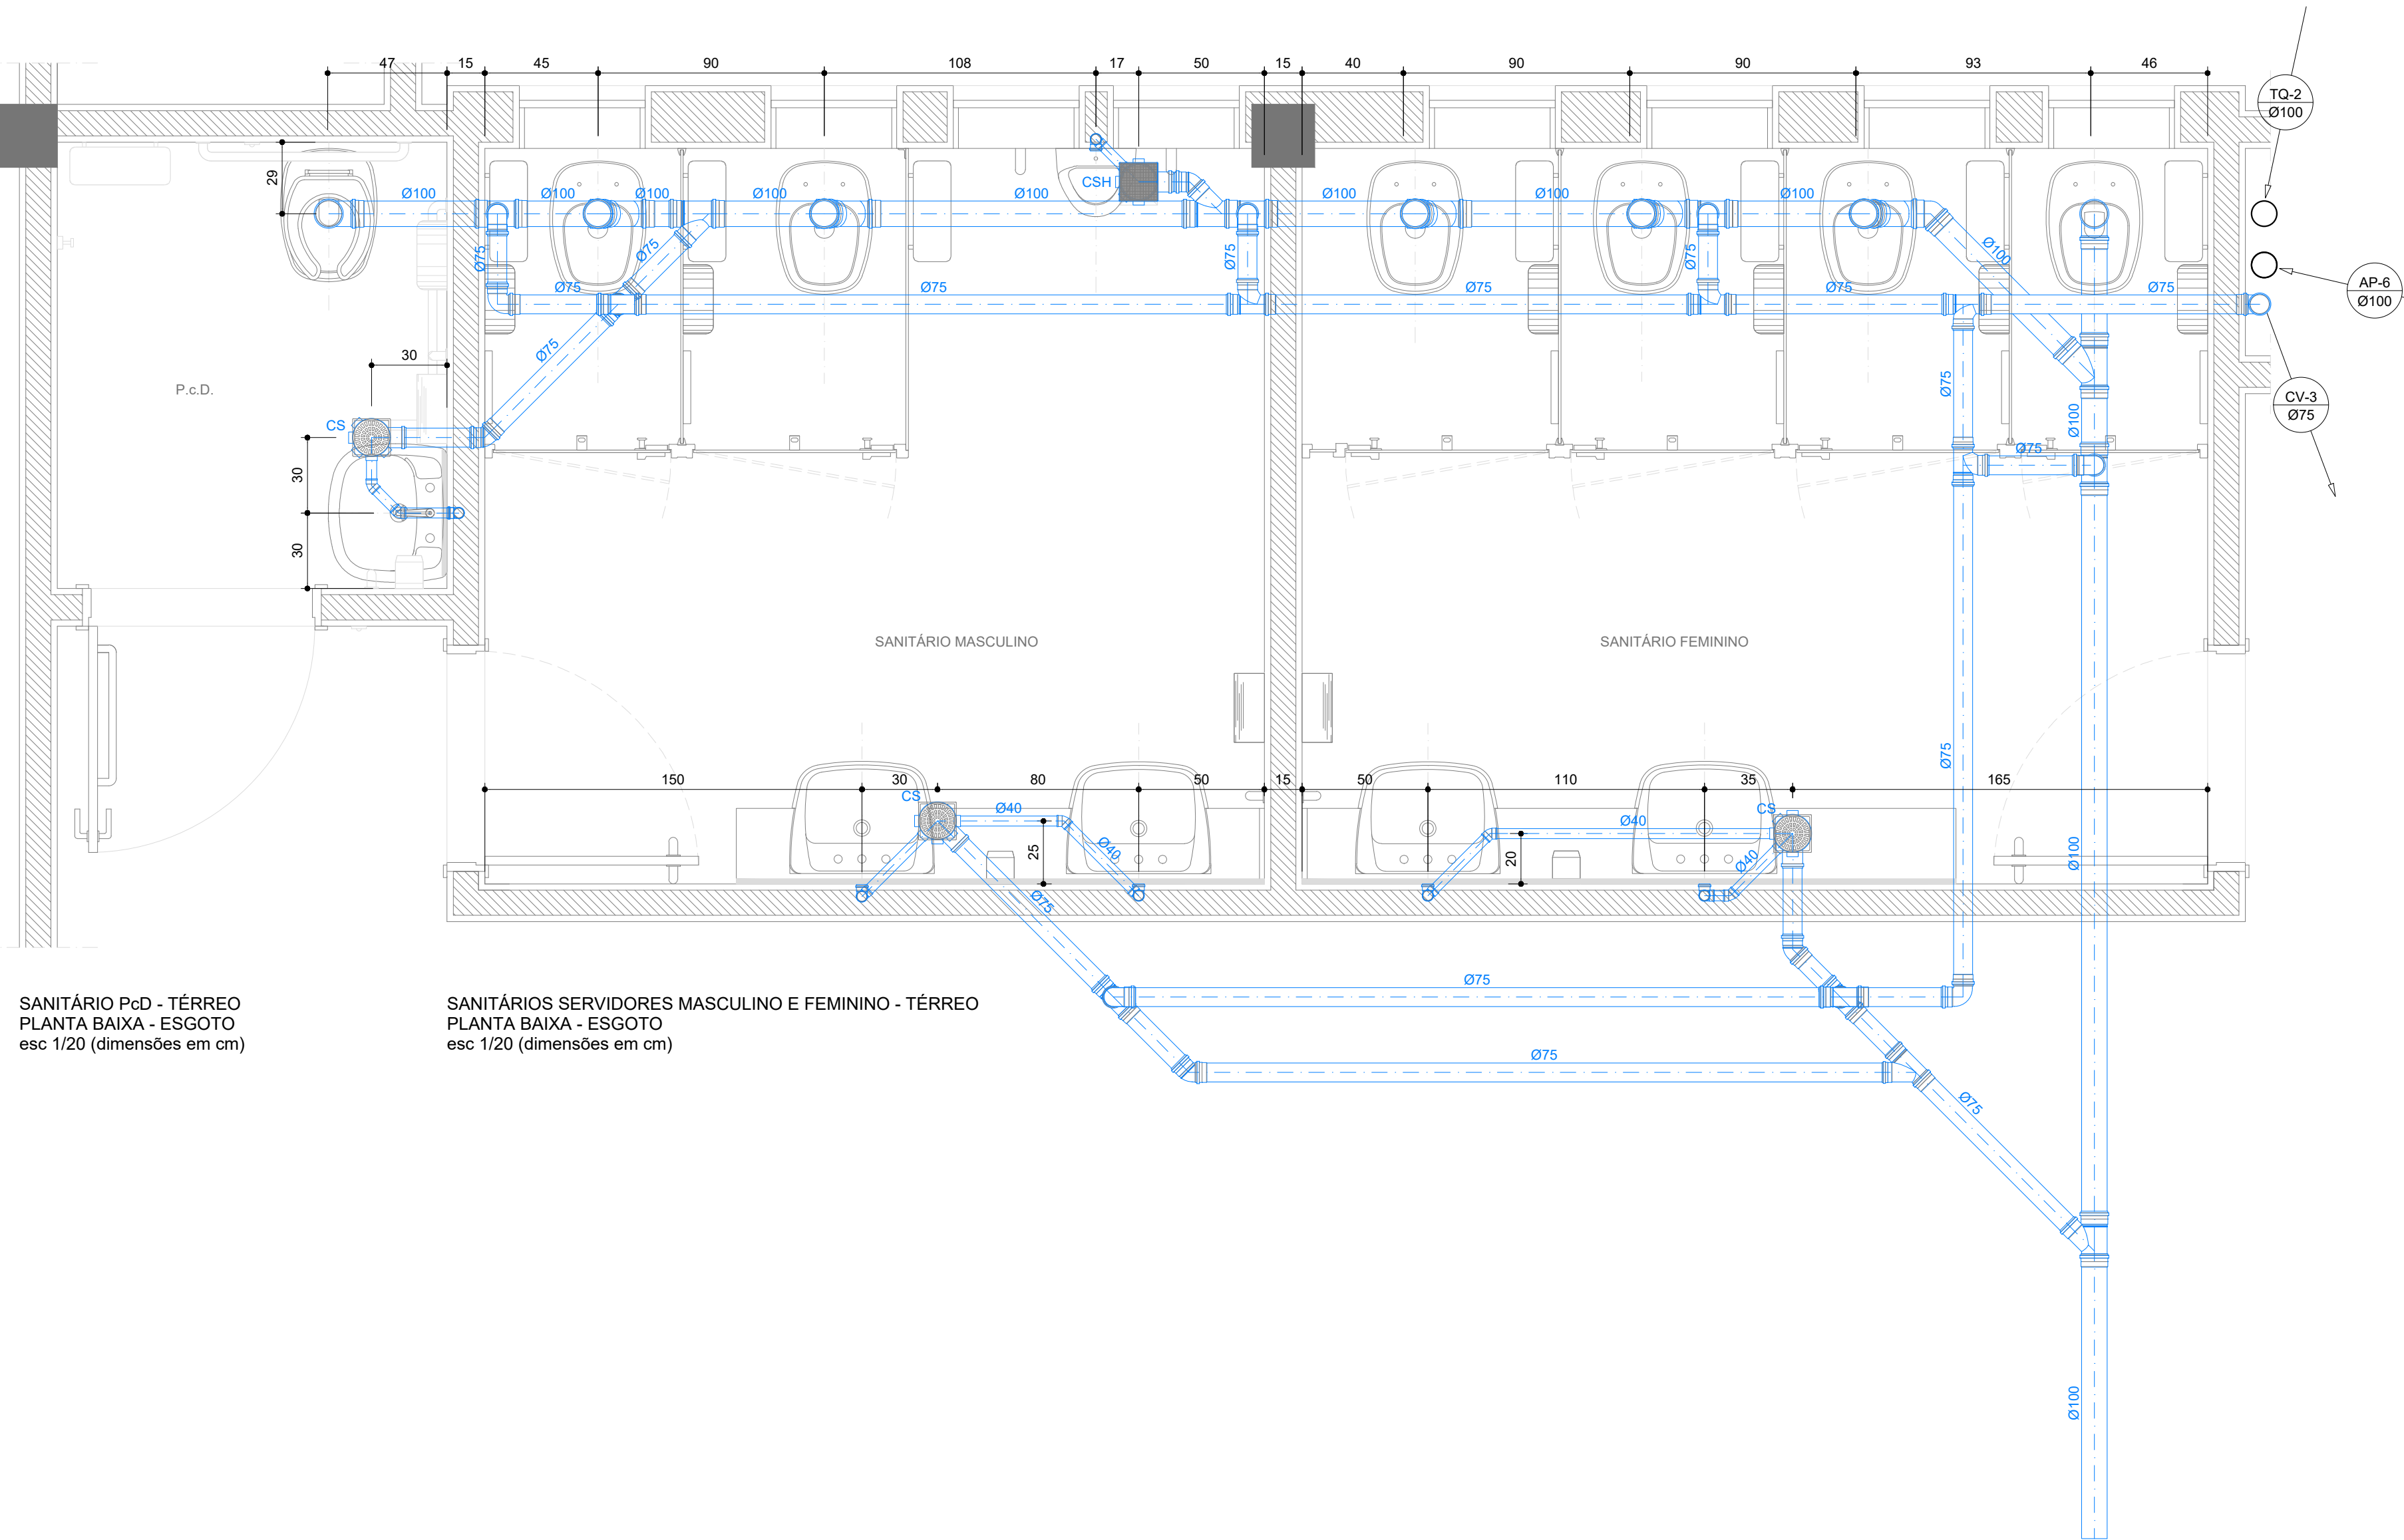 47 15 45 90 108 17 50 15 40 90 90 93 46
TQ-2
Ø100
29
CSH
Ø100 Ø100 Ø100 Ø100 Ø100 Ø100 Ø100 Ø100
Ø75 Ø75 Ø75 Ø75 Ø100
AP-6
Ø100
Ø75 Ø75 Ø75 Ø75 Ø75
Ø75
30
P.c.D.
Ø75
CV-3
Ø75
CS
Ø100
Ø75
30
30
SANITÁRIO MASCULINO
SANITÁRIO FEMININO
Ø75
150 30 80 50 15 50 110 35 165
CS
Ø40
CS
Ø40
25
Ø40
20
Ø40
Ø100
Ø75
Ø75
SANITÁRIO PcD - TÉRREO
PLANTA BAIXA - ESGOTO
esc 1/20 (dimensões em cm)
SANITÁRIOS SERVIDORES MASCULINO E FEMININO - TÉRREO
PLANTA BAIXA - ESGOTO
esc 1/20 (dimensões em cm)
Ø75
Ø75
Ø100